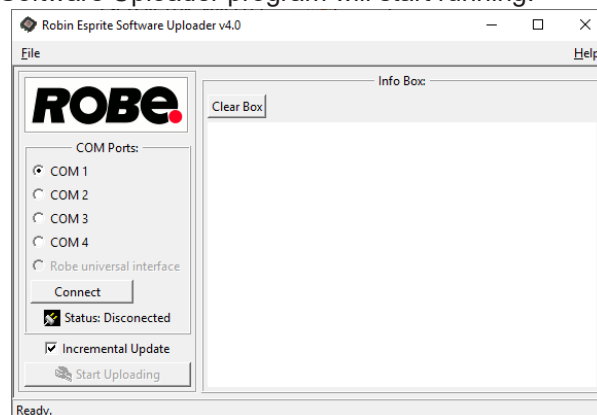 Software Uploader program will start running.
Robin Esprite Software Uploader v4.0
File
Help
ROBE
Info Box:
Clear Box
COM Ports:
COM 1
COM 2
COM 3
COM 4
Robe universal interface
Connect
Status: Disconected
Incremental Update
Start Uploading
Ready.